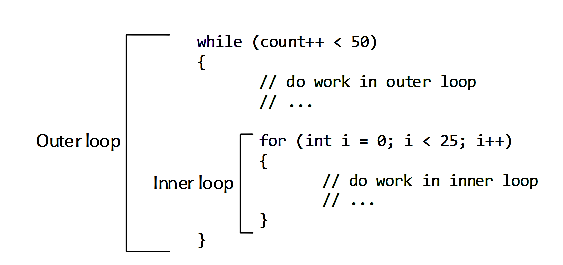 while (count++ < 50)
{
// do work in outer loop
// ...
Outer loop
for (int i = 0; i < 25; i++)
{
Inner loop
// do work in inner loop
// ...
}
}